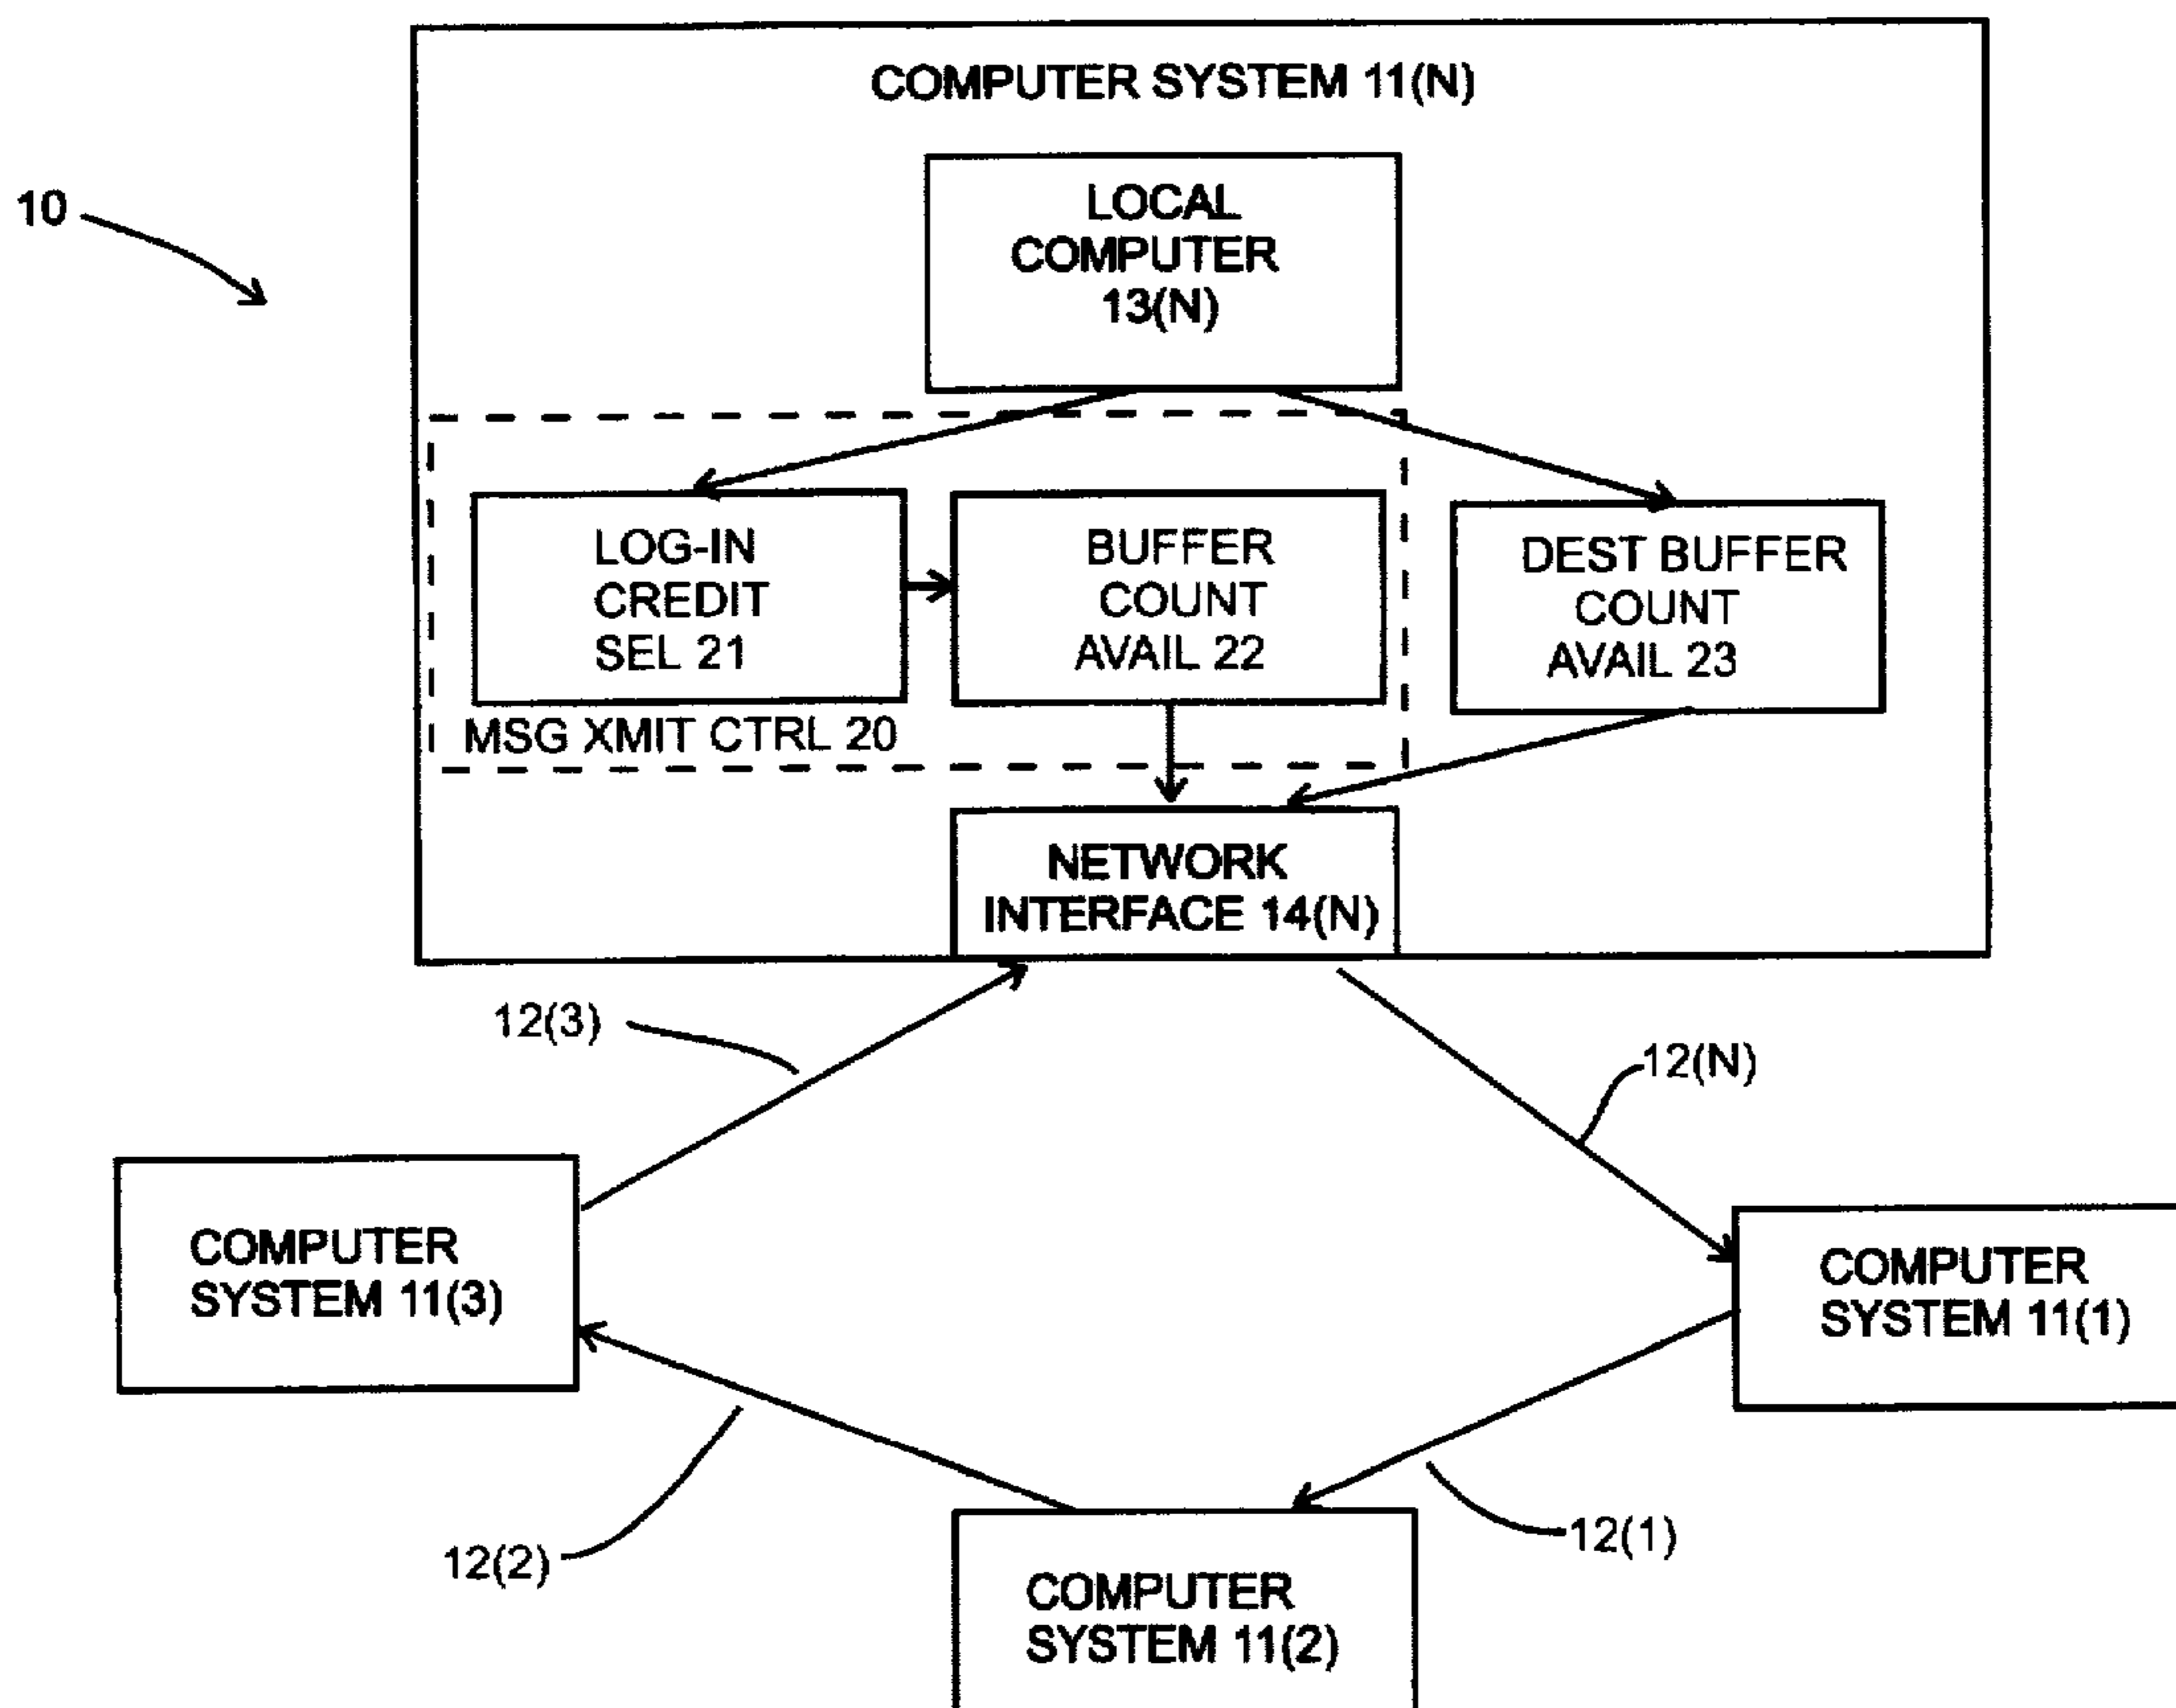 COMPUTER SYSTEM 11(N)
10
LOCAL
COMPUTER
13(N)
LOG-IN
CREDIT
SEL 21
BUFFER
COUNT
AVAIL 22
DEST BUFFER
COUNT
AVAIL 23
MSG XMIT CTRL 20
NETWORK
INTERFACE 14(N)
12(3)
12(N)
COMPUTER
SYSTEM 11(3)
COMPUTER
SYSTEM 11(1)
12(2)
12(1)
COMPUTER
SYSTEM 11(2)